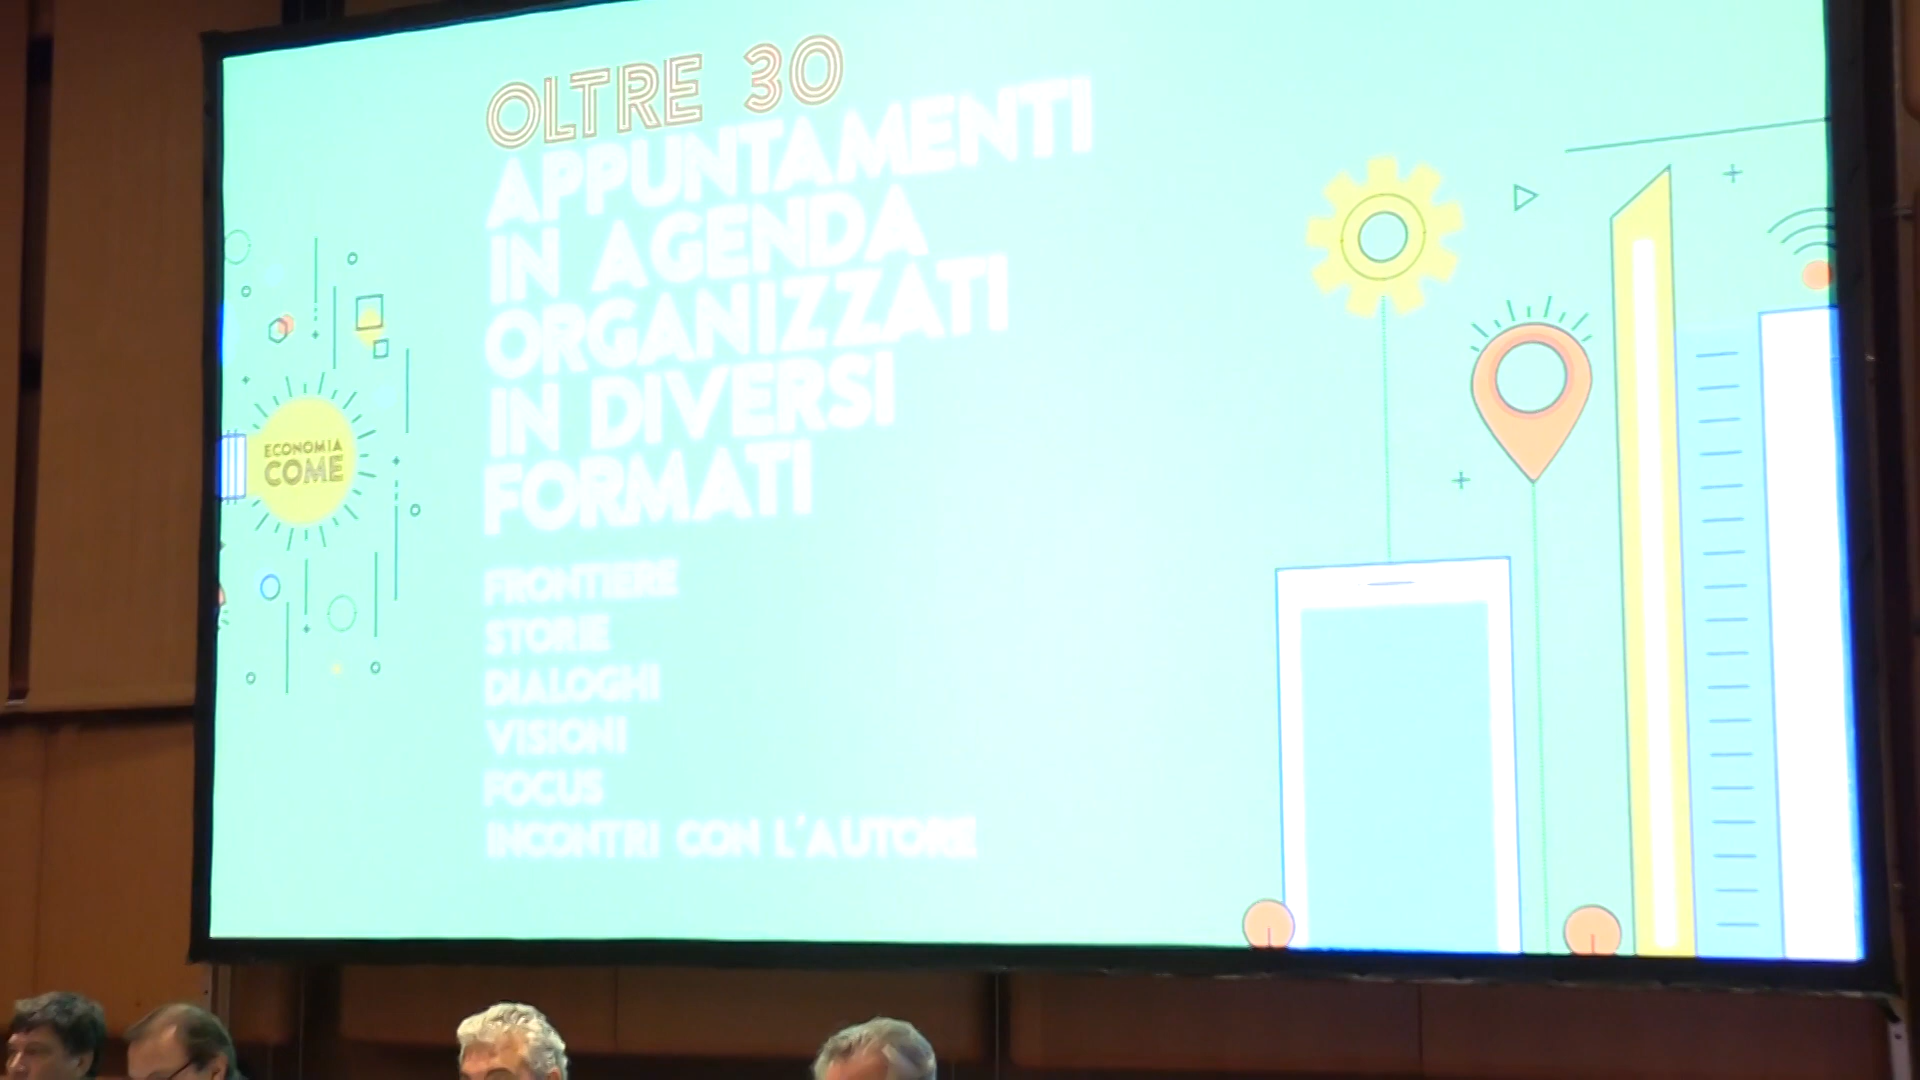 OLTRE 30
APPUNTAMENTI
IN AGENDA
ORGANIZZATI
IN DIVERSI
FORMATI
FRONTIERE
STORIE
DIALOGHI
VISIONI
FOCUS
INCONTRI CON L'AUTORE
ECONOMIA
COME